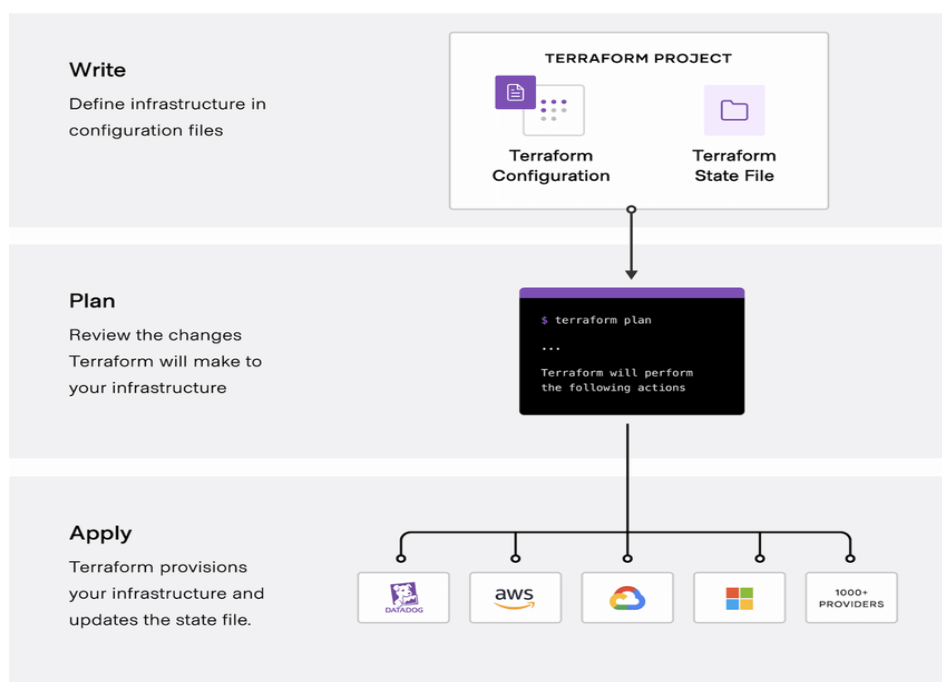 Write
Define infrastructure in
configuration files
TERRAFORM PROJECT
Terraform
Configuration
Terraform
State File
Plan
Review the changes
Terraform will make to
your infrastructure
$ terraform plan
...
Terraform will perform
the following actions
Apply
Terraform provisions
your infrastructure and
updates the state file.
DATADOG
aws
1000+
PROVIDERS